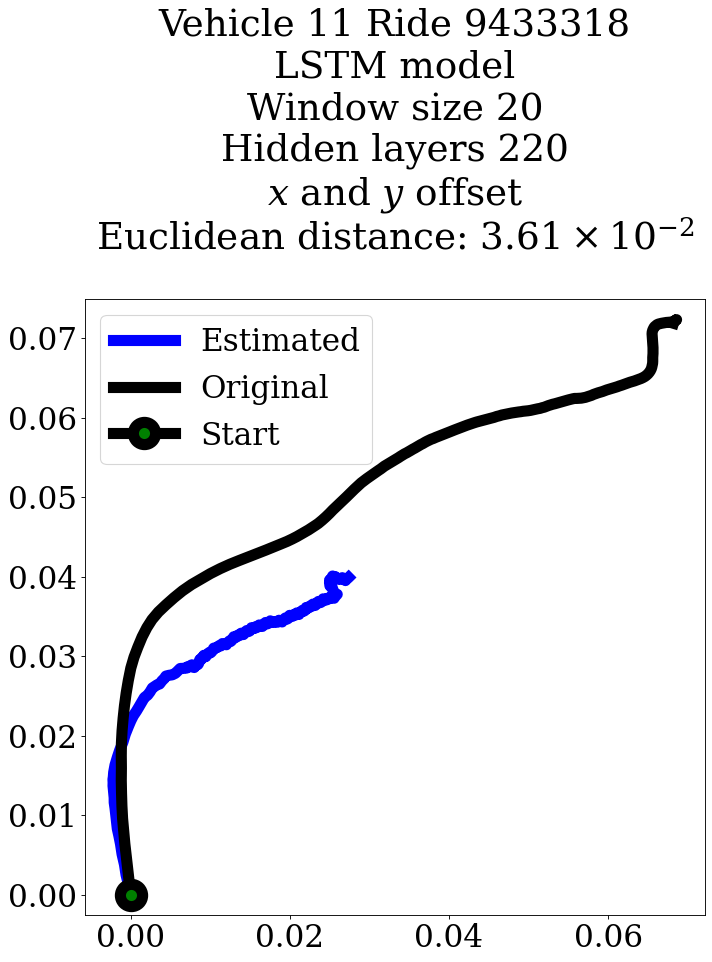 Vehicle 11 Ride 9433318
LSTM model
Window size 20
Hidden layers 220
x and y offset
Euclidean distance: 3.61 × 10⁻²
Estimated
Original
Start
0.07
0.06
0.05
0.04
0.03
0.02
0.01
0.00
0.00 0.02 0.04 0.06